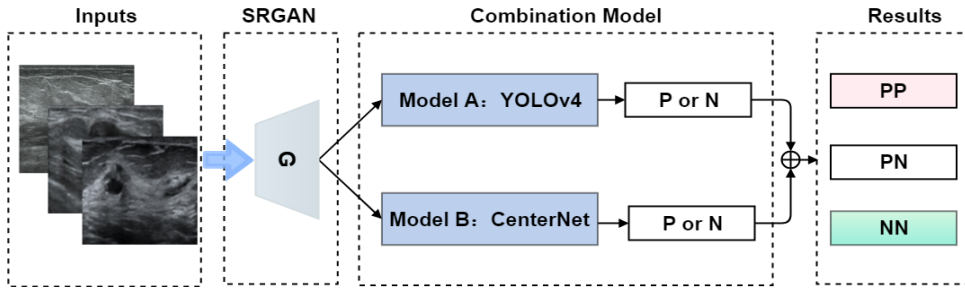 Inputs
SRGAN
Combination Model
Results
G
Model A：YOLOv4
P or N
Model B：CenterNet
P or N
PP
PN
NN